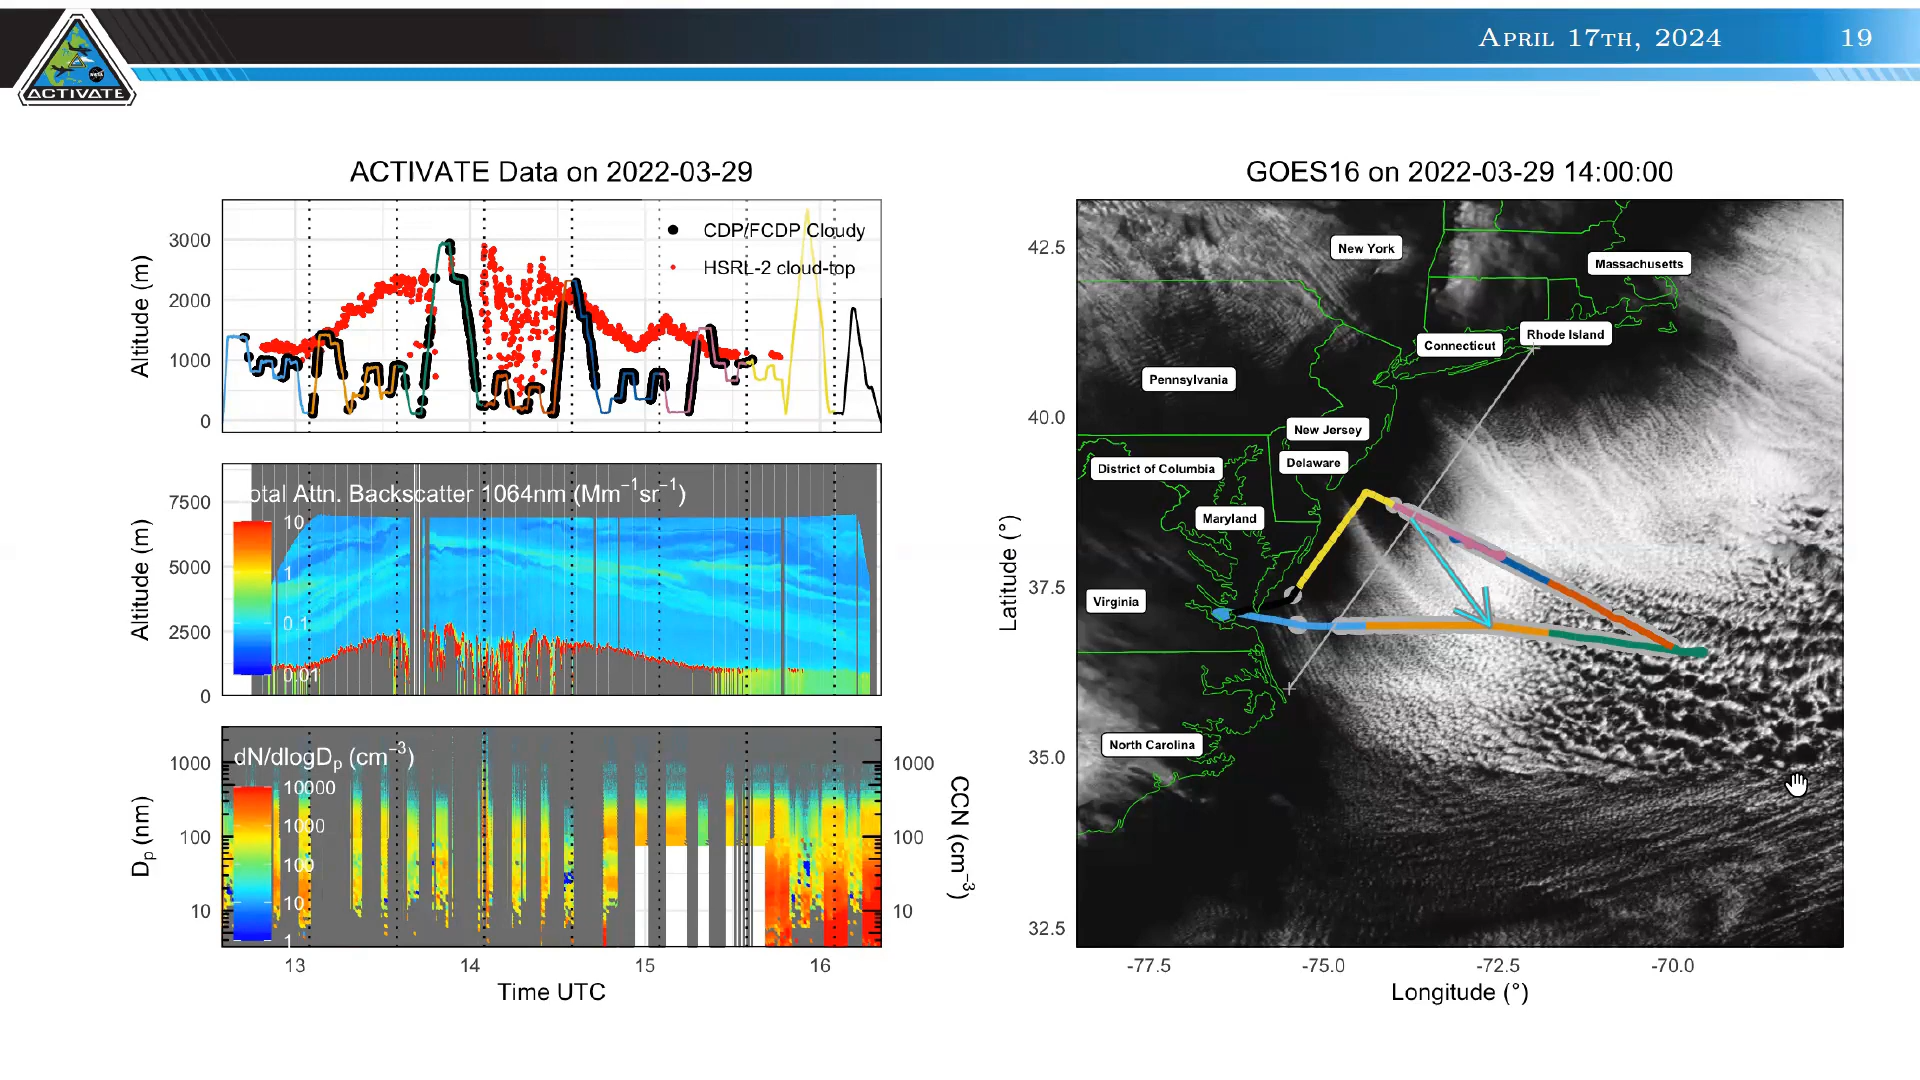 APRIL 17TH, 2024 19
ACTIVATE
ACTIVATE Data on 2022-03-29
CDP/FCDP Cloudy
HSRL-2 cloud-top
Altitude (m)
3000
2000
1000
0
otal Attn. Backscatter 1064nm (Mm⁻¹sr⁻¹)
10
1
0.1
0.01
Altitude (m)
7500
5000
2500
0
dN/dlogDₚ (cm⁻³)
10000
1000
100
10
1
Dₚ (nm)
1000
100
10
1000
100
10
CCN (cm⁻³)
13 14 15 16
Time UTC
GOES16 on 2022-03-29 14:00:00
Latitude (°)
42.5
40.0
37.5
35.0
32.5
New York
Massachusetts
Rhode Island
Connecticut
Pennsylvania
New Jersey
Delaware
District of Columbia
Maryland
Virginia
North Carolina
-77.5 -75.0 -72.5 -70.0
Longitude (°)